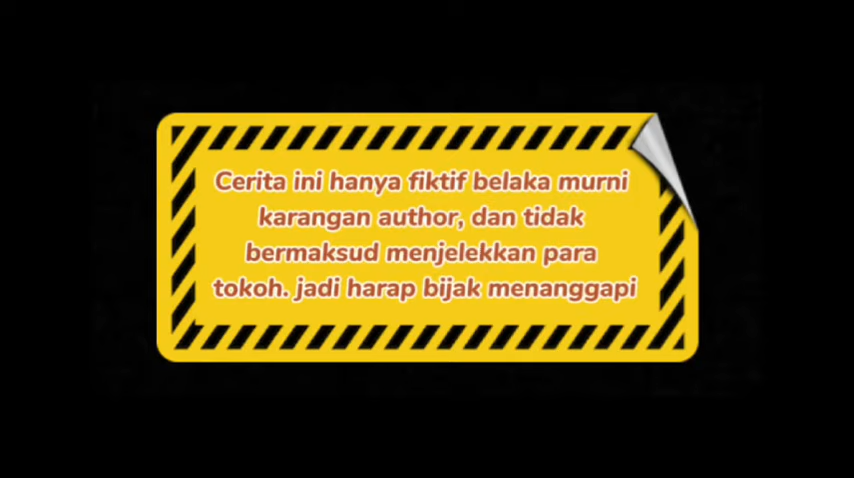 Cerita ini hanya fiktif belaka murni
karangan author, dan tidak
bermaksud menjelekkan para
tokoh. jadi harap bijak menanggapi